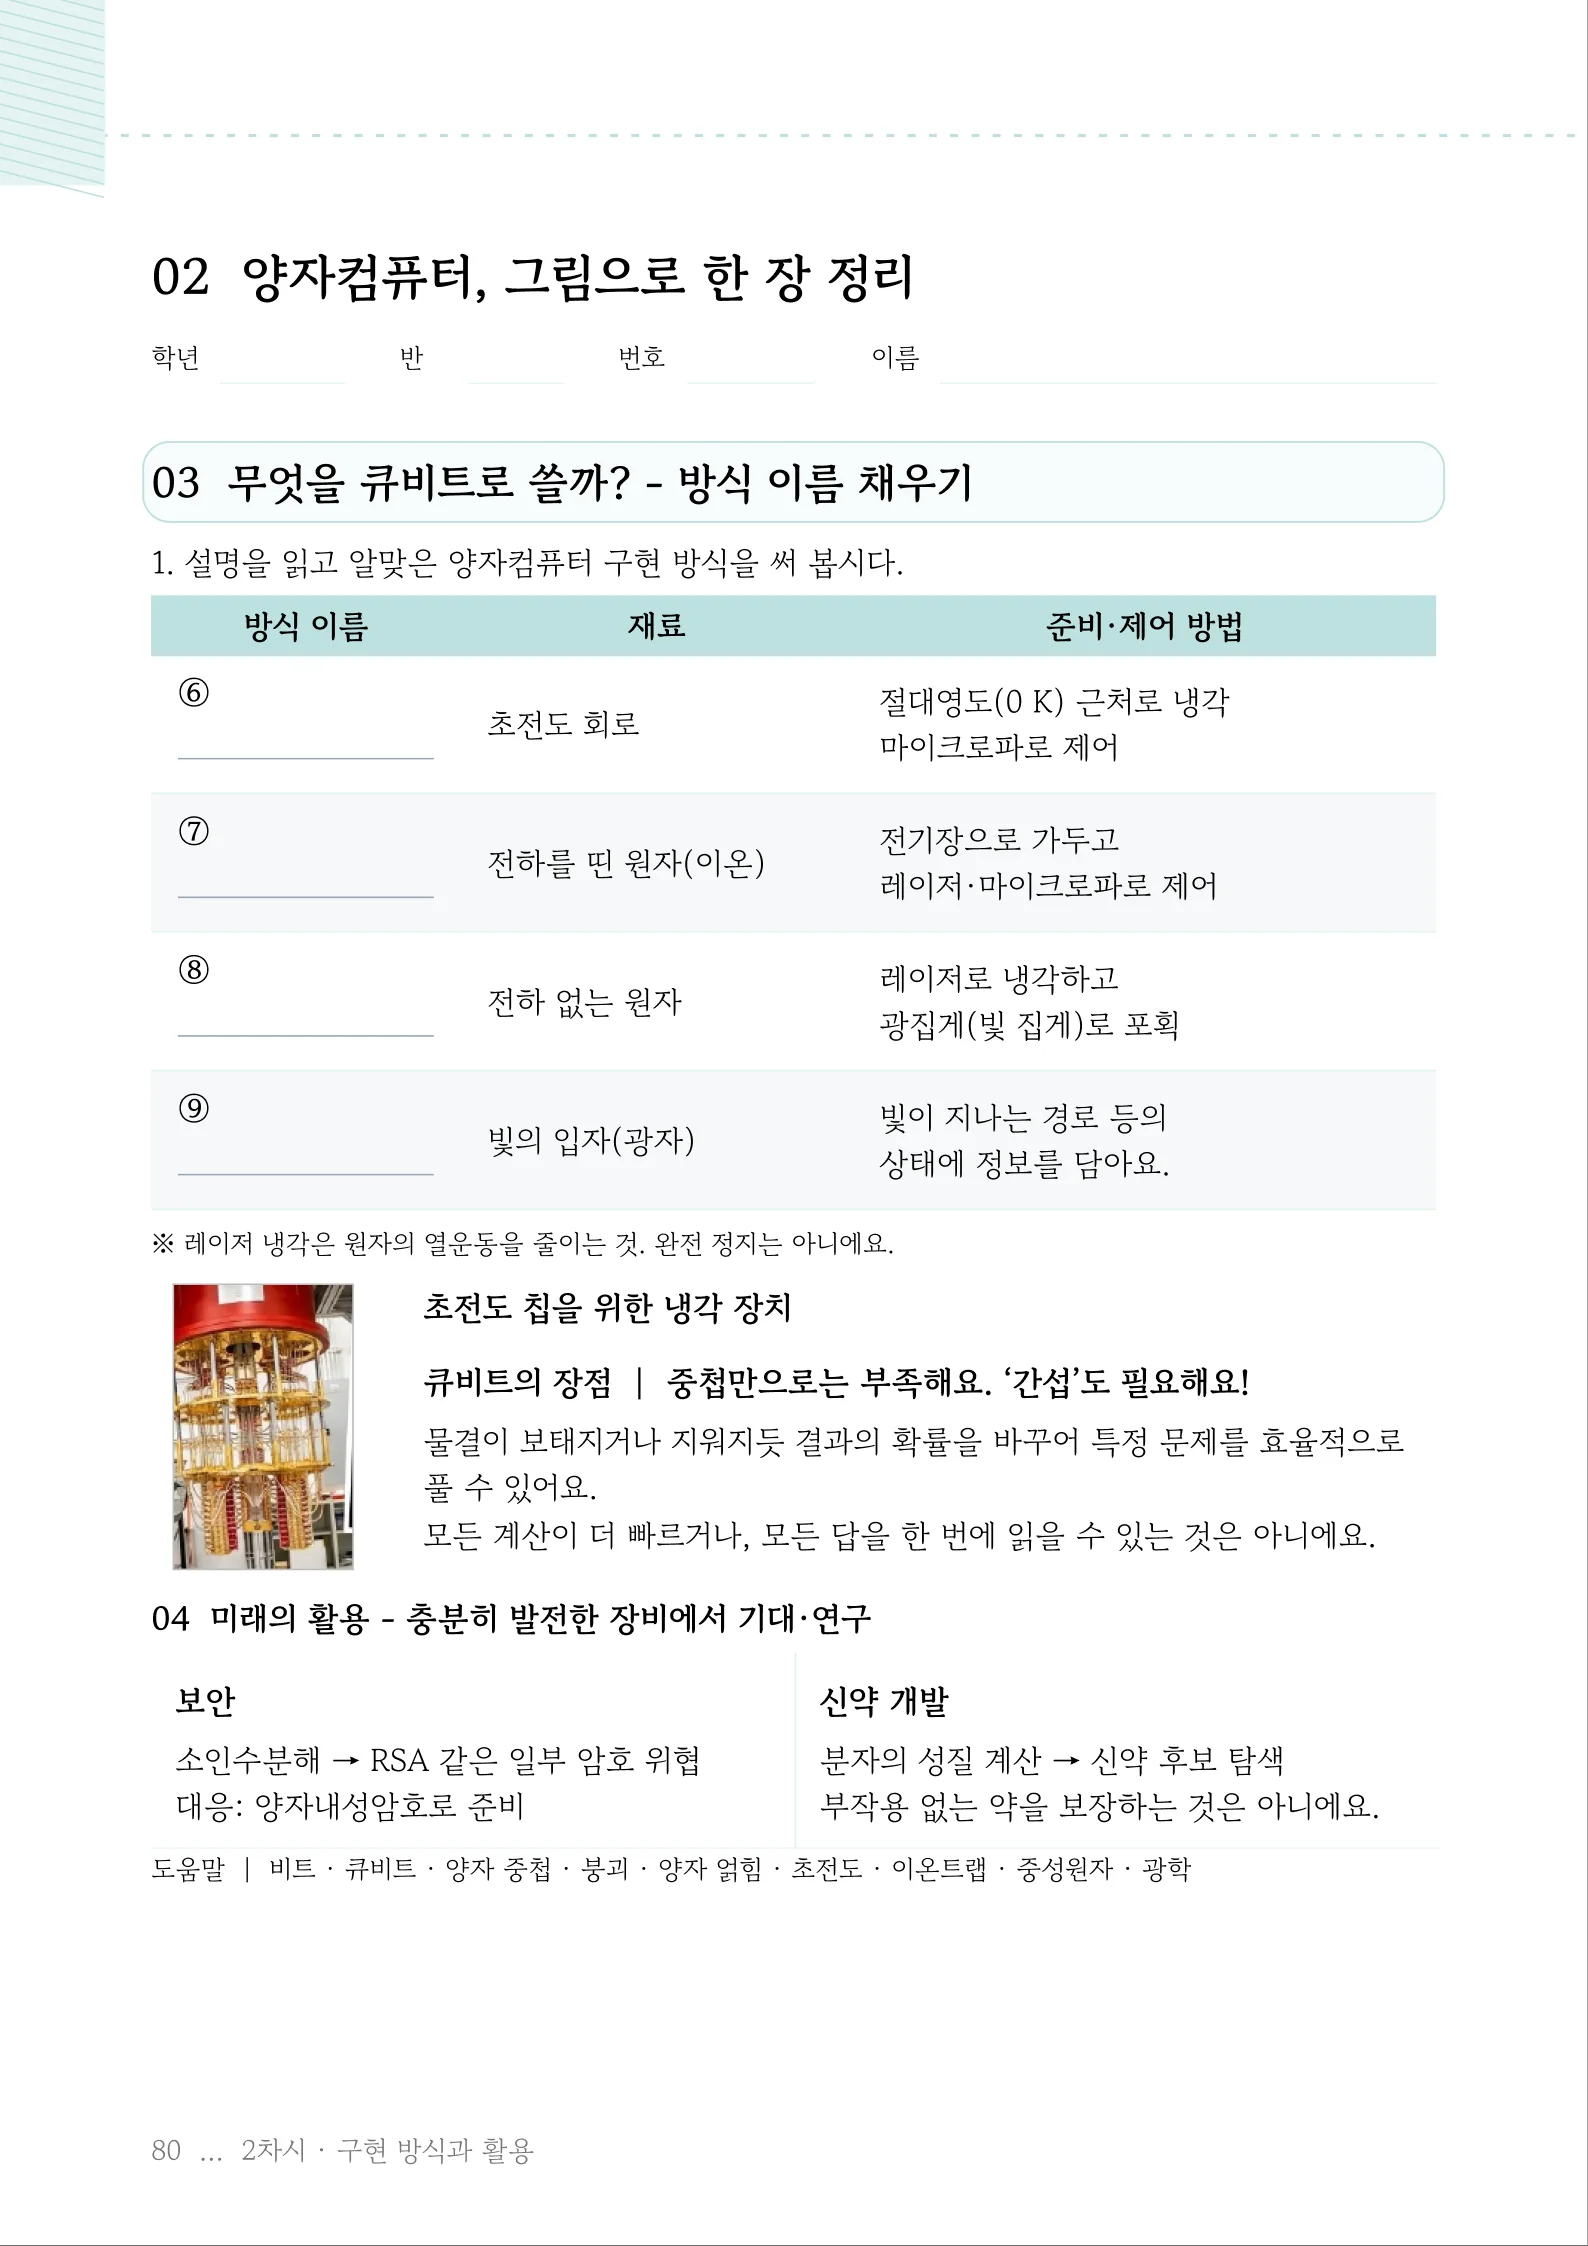 02 양자컴퓨터, 그림으로 한 장 정리
학년 반 번호 이름
03 무엇을 큐비트로 쓸까? - 방식 이름 채우기
1. 설명을 읽고 알맞은 양자컴퓨터 구현 방식을 써 봅시다.
방식 이름 재료 준비·제어 방법
⑥
초전도 회로
절대영도(0 K) 근처로 냉각
마이크로파로 제어
⑦
전하를 띤 원자(이온)
전기장으로 가두고
레이저·마이크로파로 제어
⑧
전하 없는 원자
레이저로 냉각하고
광집게(빛 집게)로 포획
⑨
빛의 입자(광자)
빛이 지나는 경로 등의
상태에 정보를 담아요.
※ 레이저 냉각은 원자의 열운동을 줄이는 것. 완전 정지는 아니에요.
초전도 칩을 위한 냉각 장치
큐비트의 장점 | 중첩만으로는 부족해요. ‘간섭’도 필요해요!
물결이 보태지거나 지워지듯 결과의 확률을 바꾸어 특정 문제를 효율적으로
풀 수 있어요.
모든 계산이 더 빠르거나, 모든 답을 한 번에 읽을 수 있는 것은 아니에요.
04 미래의 활용 - 충분히 발전한 장비에서 기대·연구
보안
소인수분해 → RSA 같은 일부 암호 위협
대응: 양자내성암호로 준비
신약 개발
분자의 성질 계산 → 신약 후보 탐색
부작용 없는 약을 보장하는 것은 아니에요.
도움말 | 비트 · 큐비트 · 양자 중첩 · 붕괴 · 양자 얽힘 · 초전도 · 이온트랩 · 중성원자 · 광학
80 ... 2차시 · 구현 방식과 활용